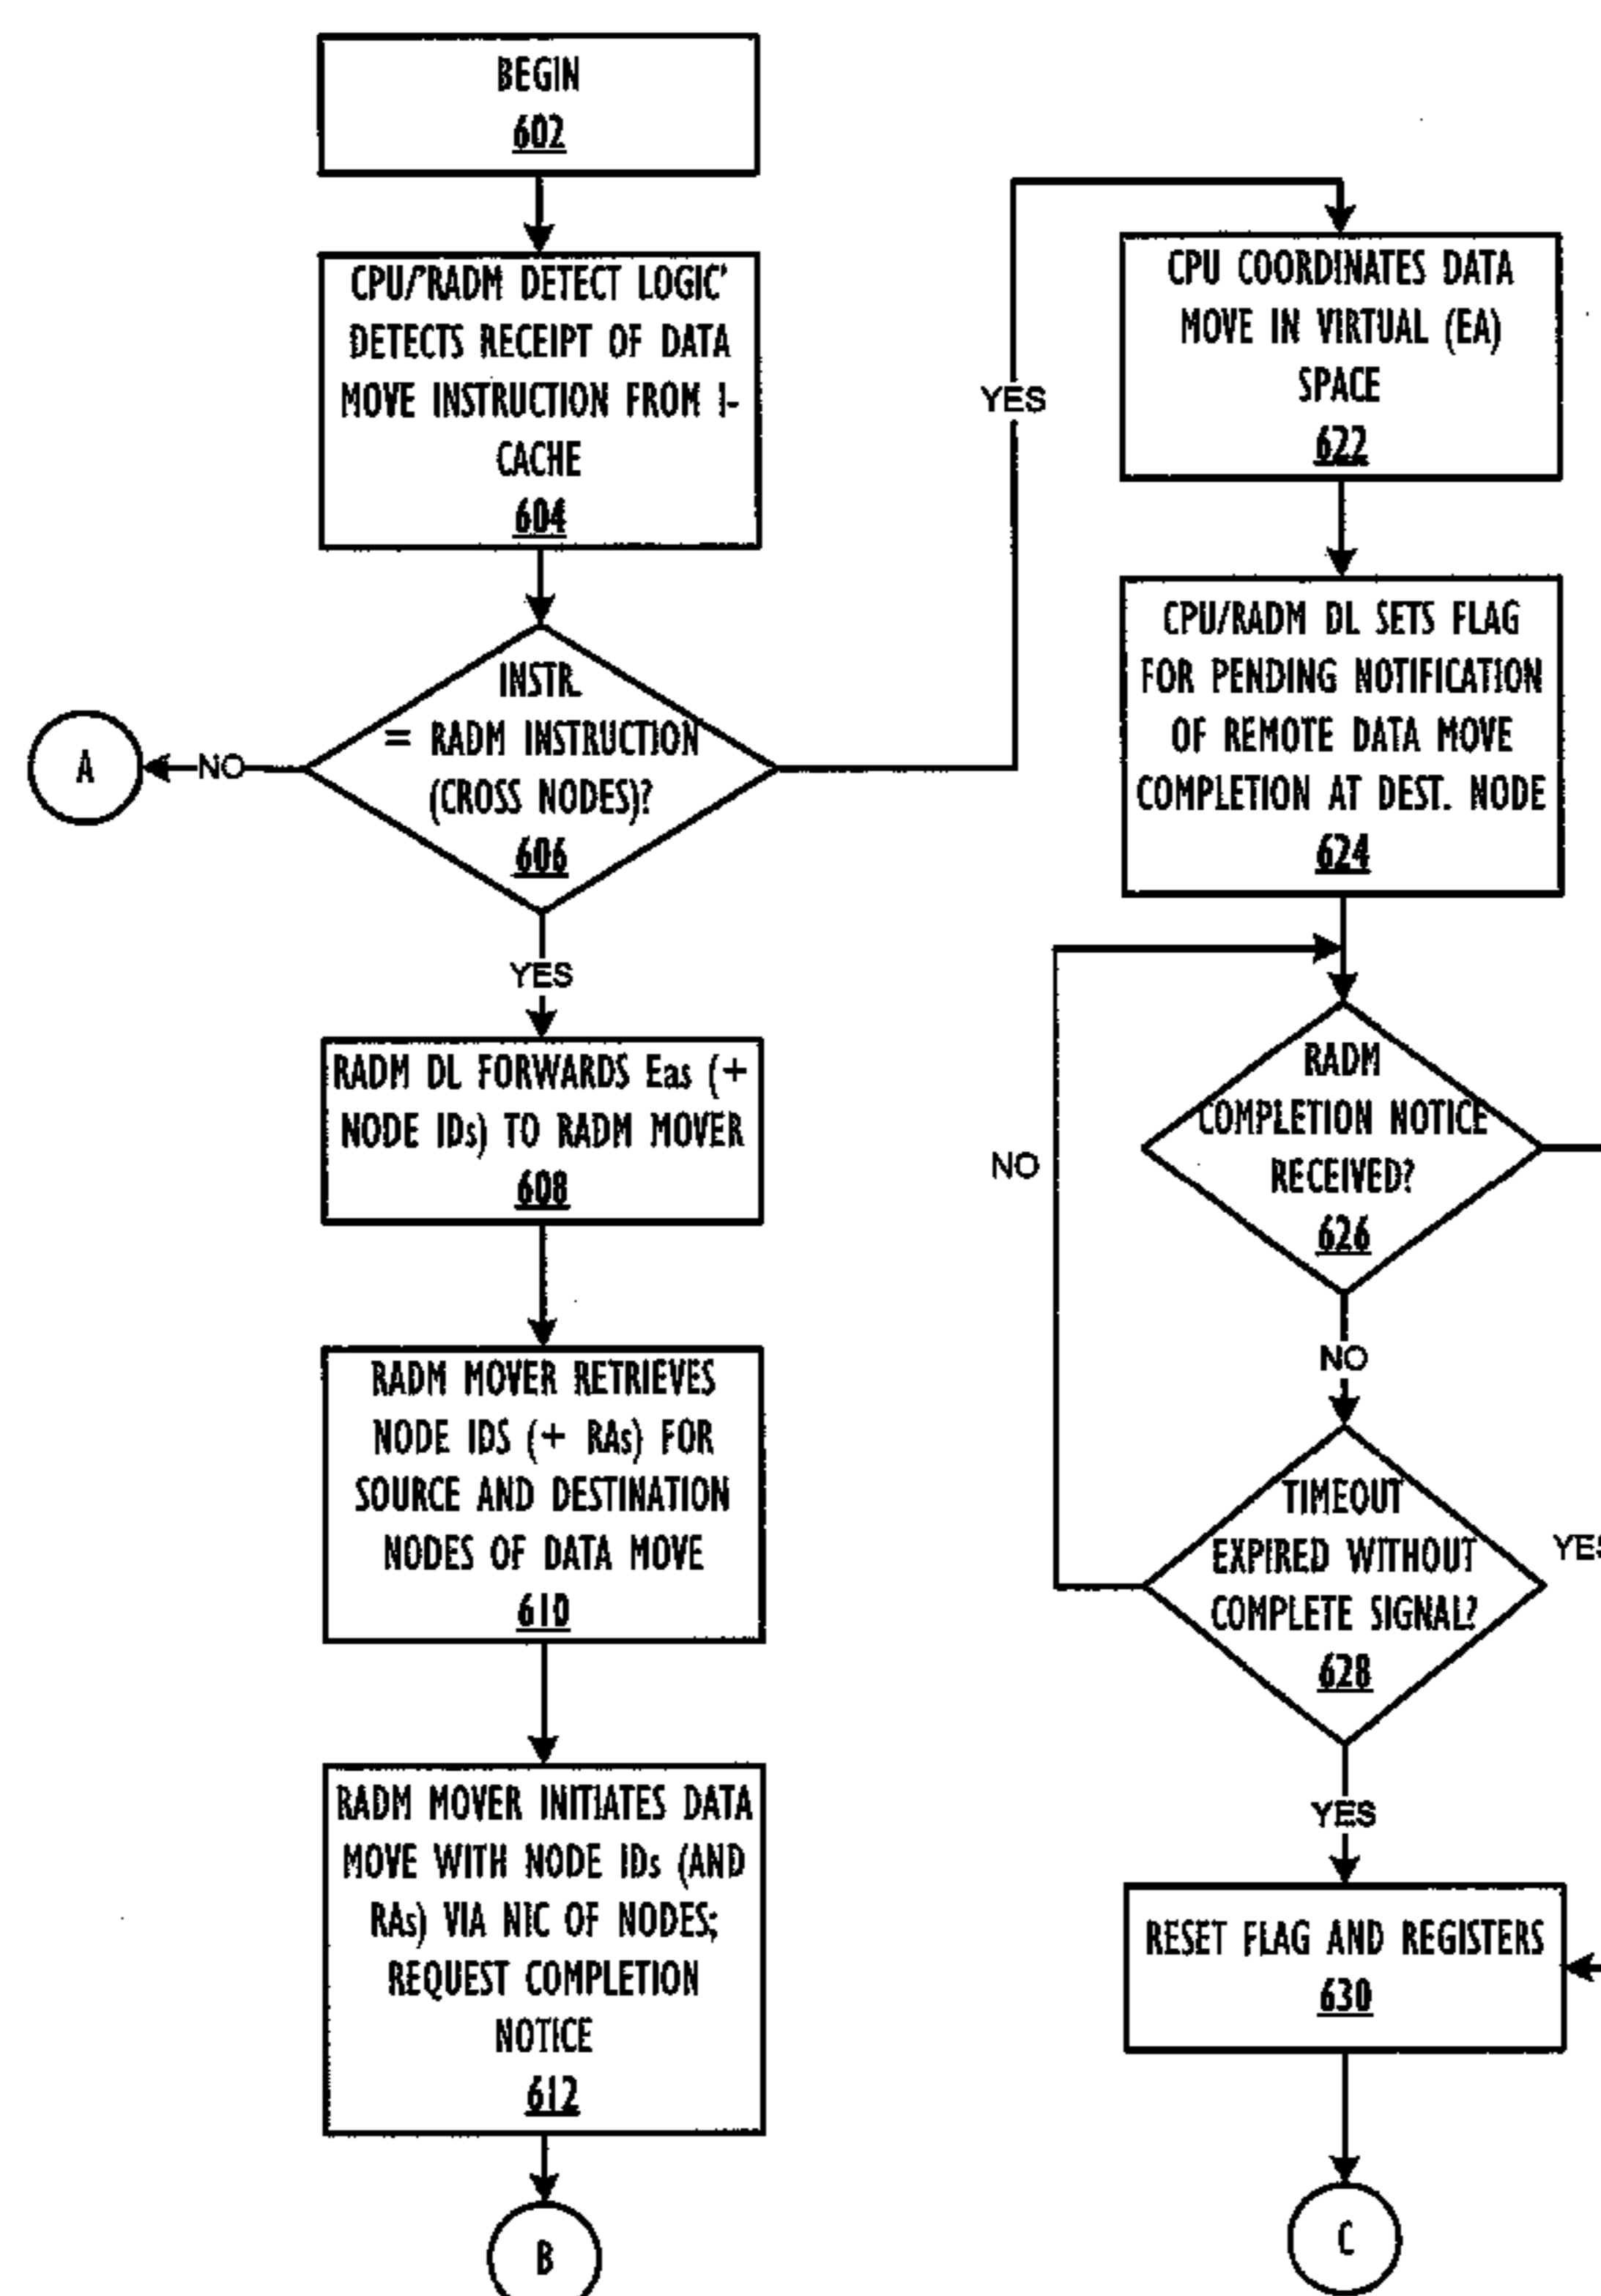 BEGIN
602
CPU/'RADM DETECT LOGIC'
DETECTS RECEIPT OF DATA
MOVE INSTRUCTION FROM I-
CACHE
604
INSTR.
= RADM INSTRUCTION
(CROSS NODES)?
606
NO
A
YES
RADM DL FORWARDS Eas (+
NODE IDs) TO RADM MOVER
608
RADM MOVER RETRIEVES
NODE IDS (+ RAs) FOR
SOURCE AND DESTINATION
NODES OF DATA MOVE
610
RADM MOVER INITIATES DATA
MOVE WITH NODE IDs (AND
RAs) VIA NIC OF NODES;
REQUEST COMPLETION
NOTICE
612
B
YES
CPU COORDINATES DATA
MOVE IN VIRTUAL (EA)
SPACE
622
CPU/RADM DL SETS FLAG
FOR PENDING NOTIFICATION
OF REMOTE DATA MOVE
COMPLETION AT DEST. NODE
624
RADM
COMPLETION NOTICE
RECEIVED?
626
NO
NO
TIMEOUT
EXPIRED WITHOUT
COMPLETE SIGNAL?
628
YES
YES
RESET FLAG AND REGISTERS
630
C